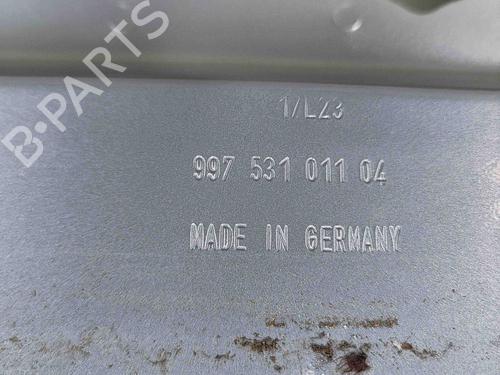 B-PARTS
1/L23
997 531 011 04
MADE IN GERMANY